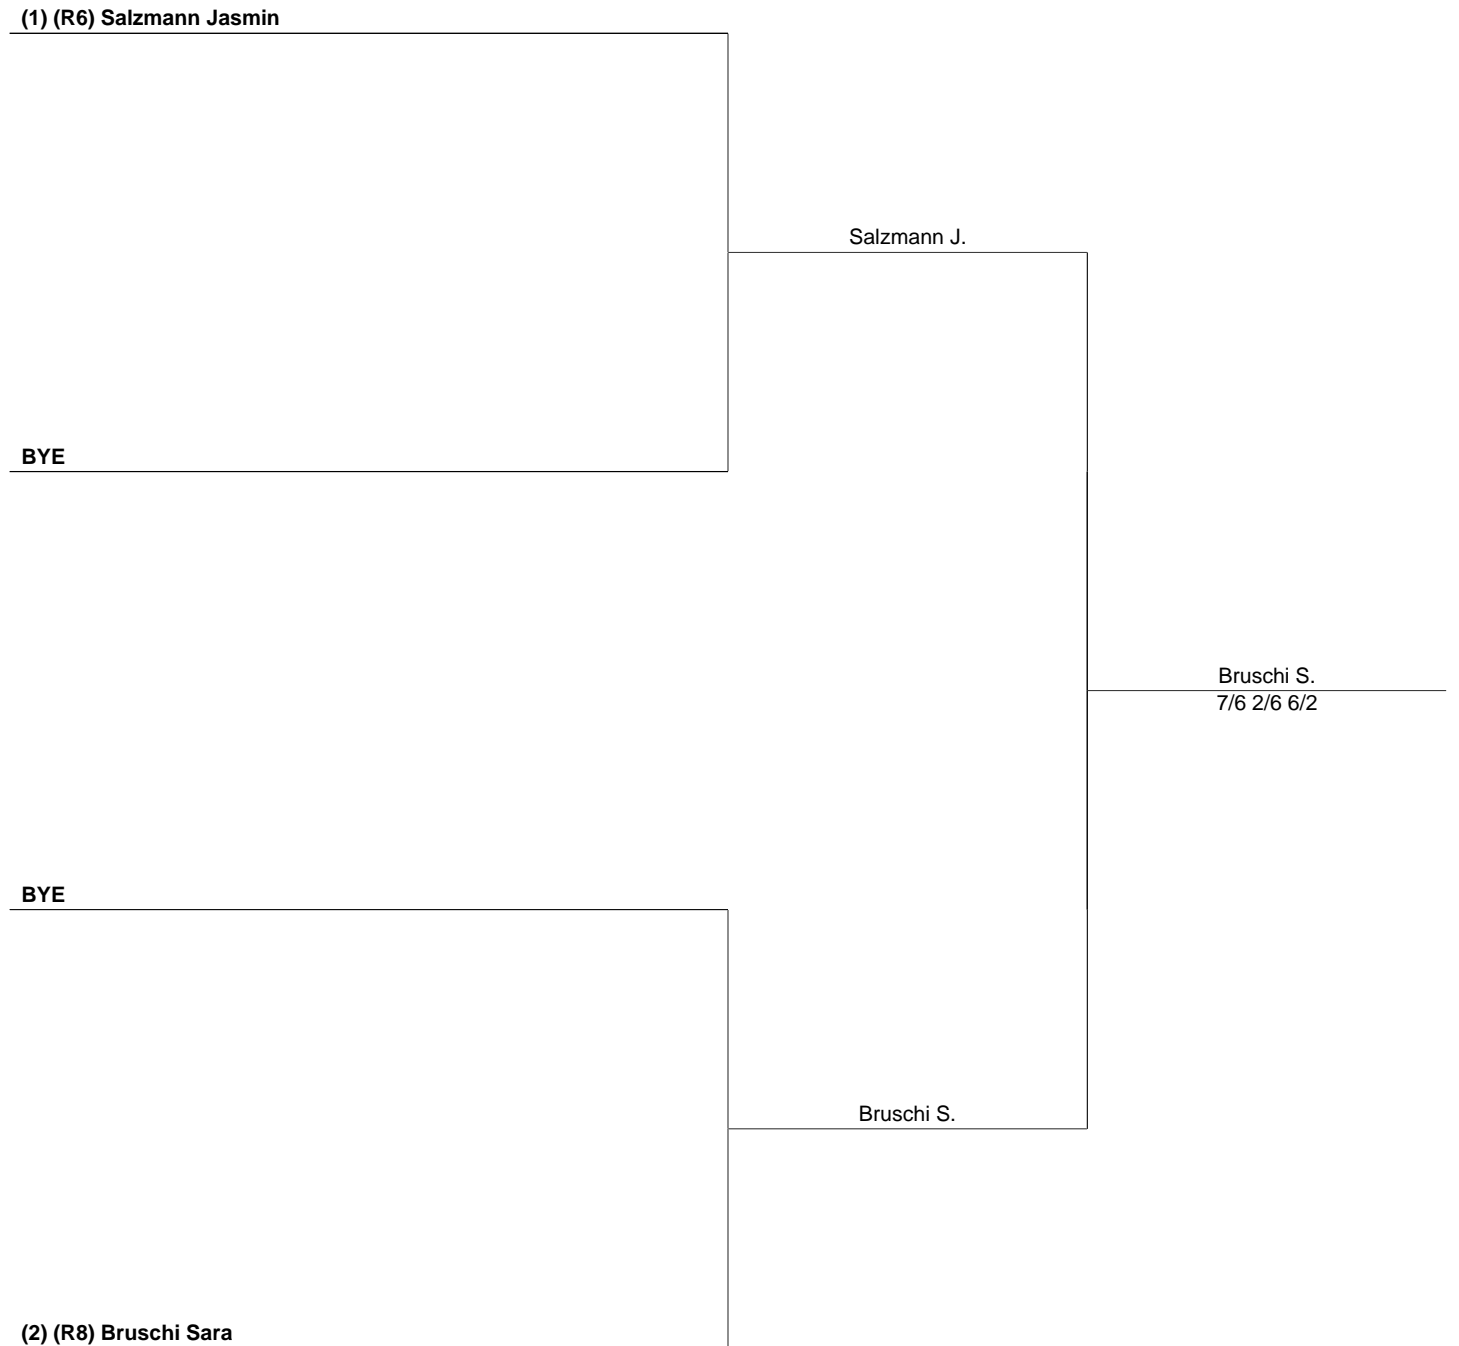 (1) (R6) Salzmann Jasmin
Salzmann J.
BYE
Bruschi S.
7/6 2/6 6/2
BYE
Bruschi S.
(2) (R8) Bruschi Sara